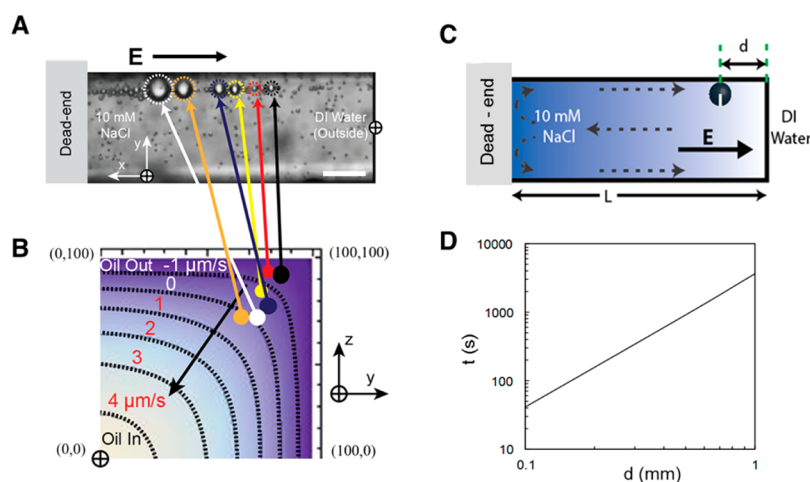 A
E
Dead-end
10 mM
NaCl
y
x
DI Water
(Outside)
B
(0,100)
Oil Out -1 µm/s
0
1
2
3
4 µm/s
Oil In
(0,0)
(100,100)
(100,0)
z
y
C
d
Dead - end
10 mM
NaCl
E
DI
Water
L
D
t (s)
10000
1000
100
10
0.1
1
d (mm)